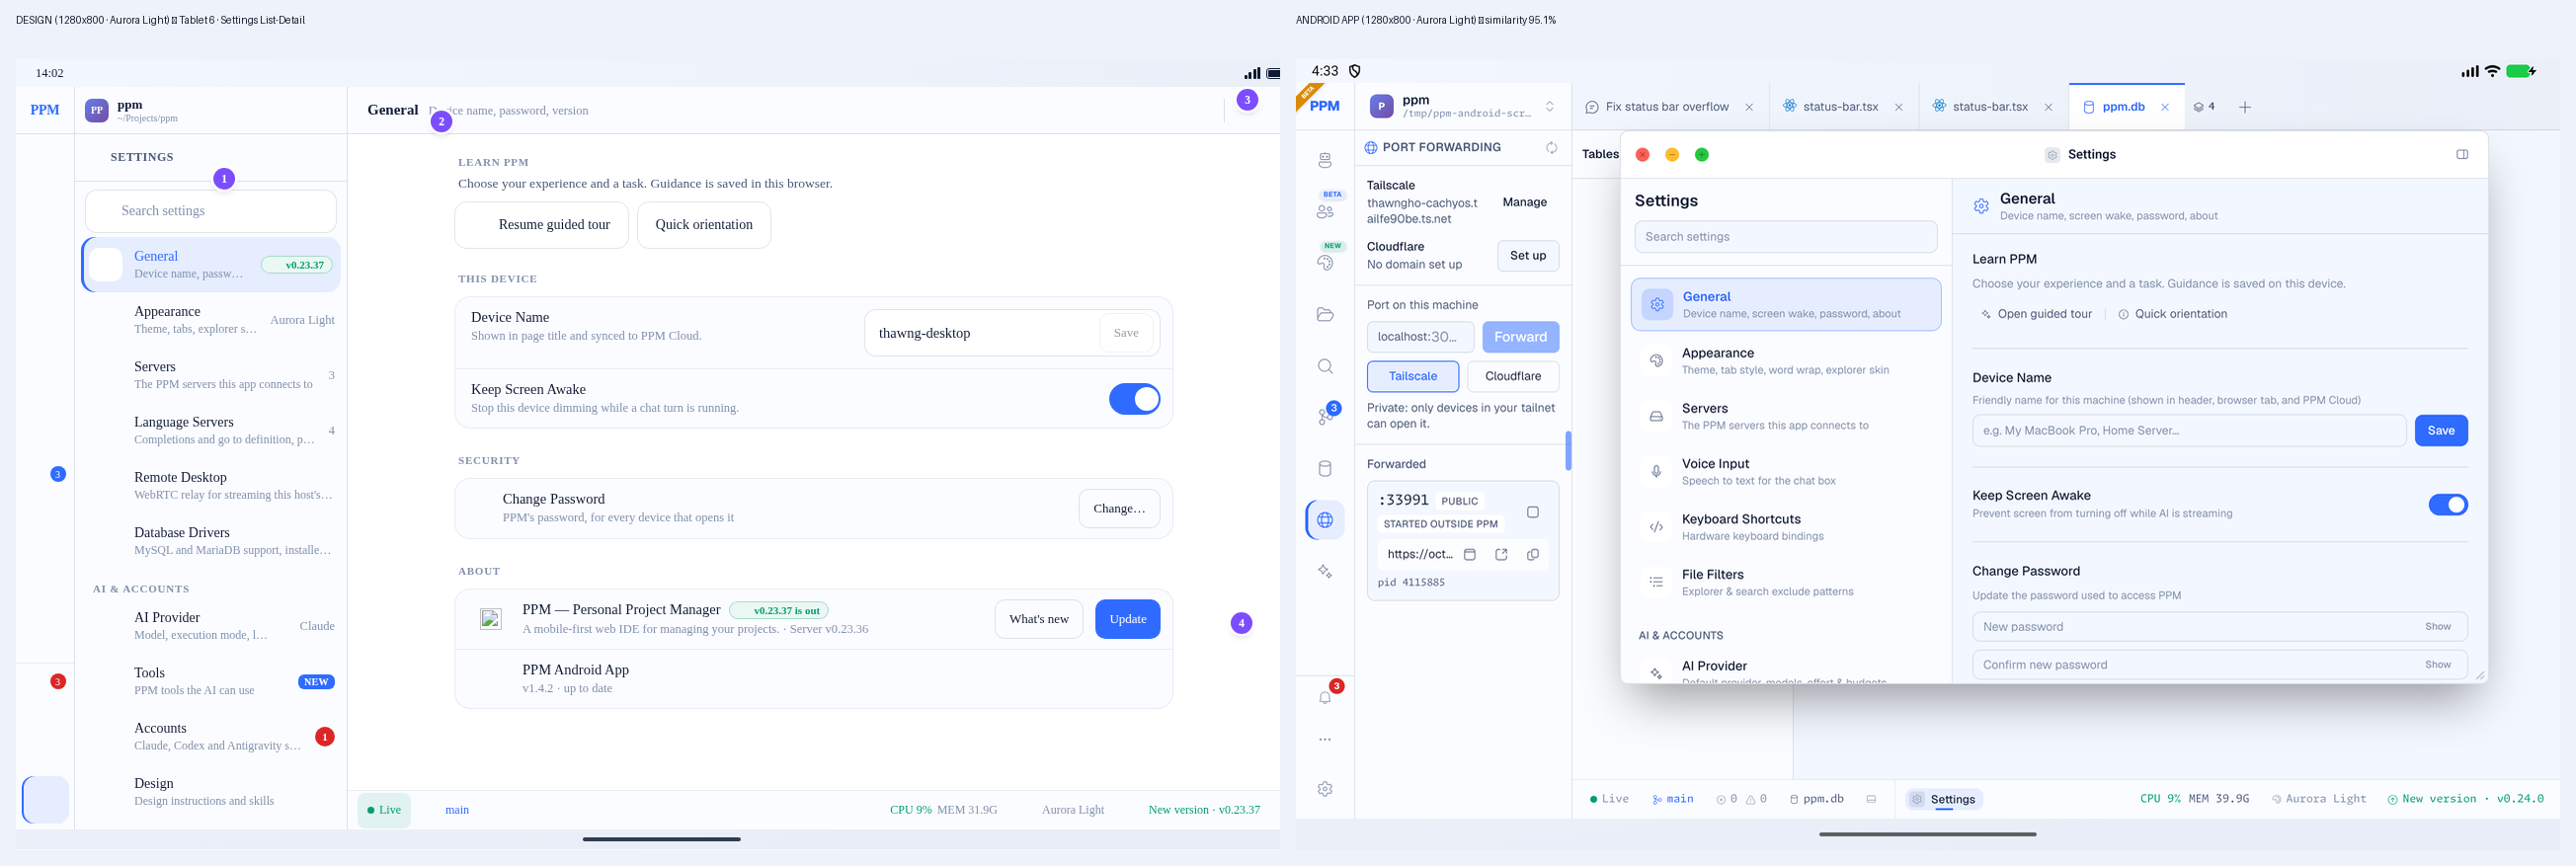 DESIGN (1280x800 · Aurora Light) Tablet 6 · Settings List-Detail
14:02
PPM
PP
ppm
~/Projects/ppm
General
Device name, password, version
2
3
SETTINGS
1
Search settings
General
Device name, passw…
v0.23.37
Appearance
Theme, tabs, explorer s…
Aurora Light
Servers
The PPM servers this app connects to
3
Language Servers
Completions and go to definition, p…
4
Remote Desktop
WebRTC relay for streaming this host's…
3
Database Drivers
MySQL and MariaDB support, installe…
AI & ACCOUNTS
AI Provider
Model, execution mode, l…
Claude
Tools
PPM tools the AI can use
NEW
3
Accounts
Claude, Codex and Antigravity s…
1
Design
Design instructions and skills
LEARN PPM
Choose your experience and a task. Guidance is saved in this browser.
Resume guided tour
Quick orientation
THIS DEVICE
Device Name
Shown in page title and synced to PPM Cloud.
thawng-desktop
Save
Keep Screen Awake
Stop this device dimming while a chat turn is running.
SECURITY
Change Password
PPM's password, for every device that opens it
Change…
ABOUT
PPM — Personal Project Manager
v0.23.37 is out
A mobile-first web IDE for managing your projects. · Server v0.23.36
What's new
Update
4
PPM Android App
v1.4.2 · up to date
Live
main
CPU 9% MEM 31.9G
Aurora Light
New version · v0.23.37
ANDROID APP (1280x800 · Aurora Light) similarity 95.1%
4:33
BETA
PPM
P
ppm
/tmp/ppm-android-scr…
Fix status bar overflow
status-bar.tsx
status-bar.tsx
ppm.db
4
PORT FORWARDING
BETA
NEW
3
3
Tailscale
thawngho-cachyos.t
ailfe90be.ts.net
Manage
Cloudflare
No domain set up
Set up
Port on this machine
localhost:30…
Forward
Tailscale
Cloudflare
Private: only devices in your tailnet
can open it.
Forwarded
:33991
PUBLIC
STARTED OUTSIDE PPM
https://oct…
pid 4115885
Tables
Settings
Settings
Search settings
General
Device name, screen wake, password, about
Appearance
Theme, tab style, word wrap, explorer skin
Servers
The PPM servers this app connects to
Voice Input
Speech to text for the chat box
Keyboard Shortcuts
Hardware keyboard bindings
File Filters
Explorer & search exclude patterns
AI & ACCOUNTS
AI Provider
Default provider, models, effort & budgets
General
Device name, screen wake, password, about
Learn PPM
Choose your experience and a task. Guidance is saved on this device.
Open guided tour
Quick orientation
Device Name
Friendly name for this machine (shown in header, browser tab, and PPM Cloud)
e.g. My MacBook Pro, Home Server…
Save
Keep Screen Awake
Prevent screen from turning off while AI is streaming
Change Password
Update the password used to access PPM
New password
Show
Confirm new password
Show
Live
main
0
0
ppm.db
Settings
CPU 9% MEM 39.9G
Aurora Light
New version · v0.24.0